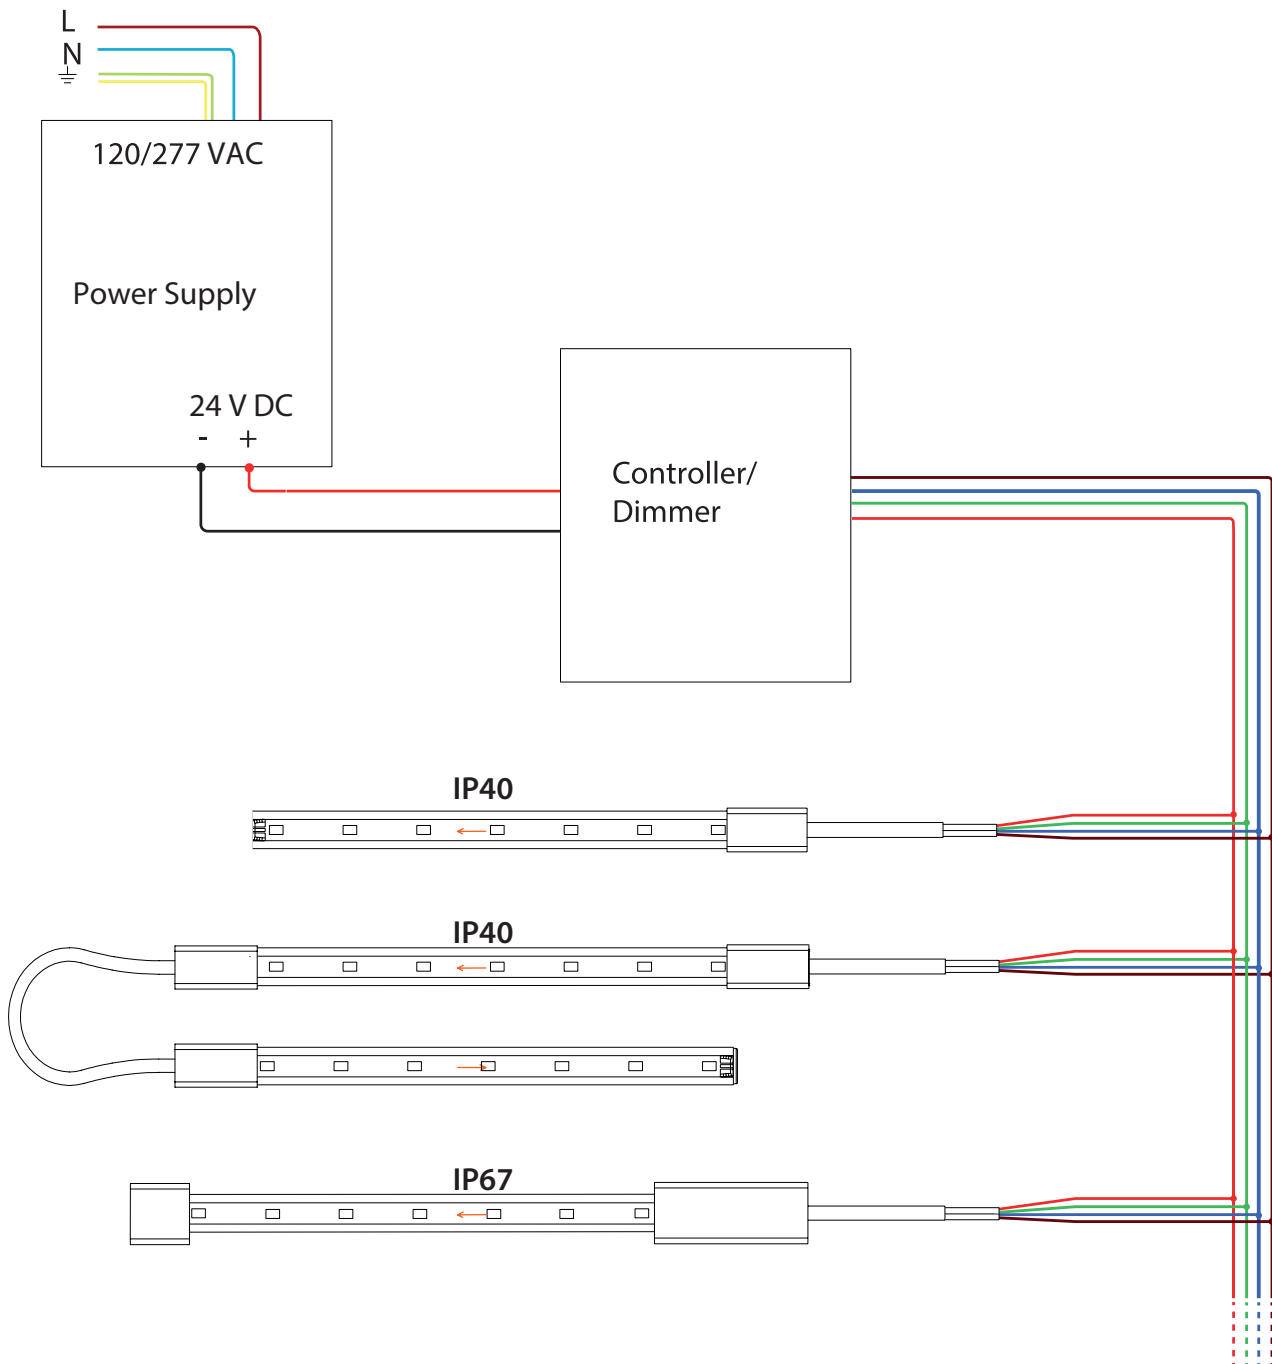 L
N
120/277 VAC
Power Supply
24 V DC
- +
Controller/
Dimmer
IP40
IP40
IP67